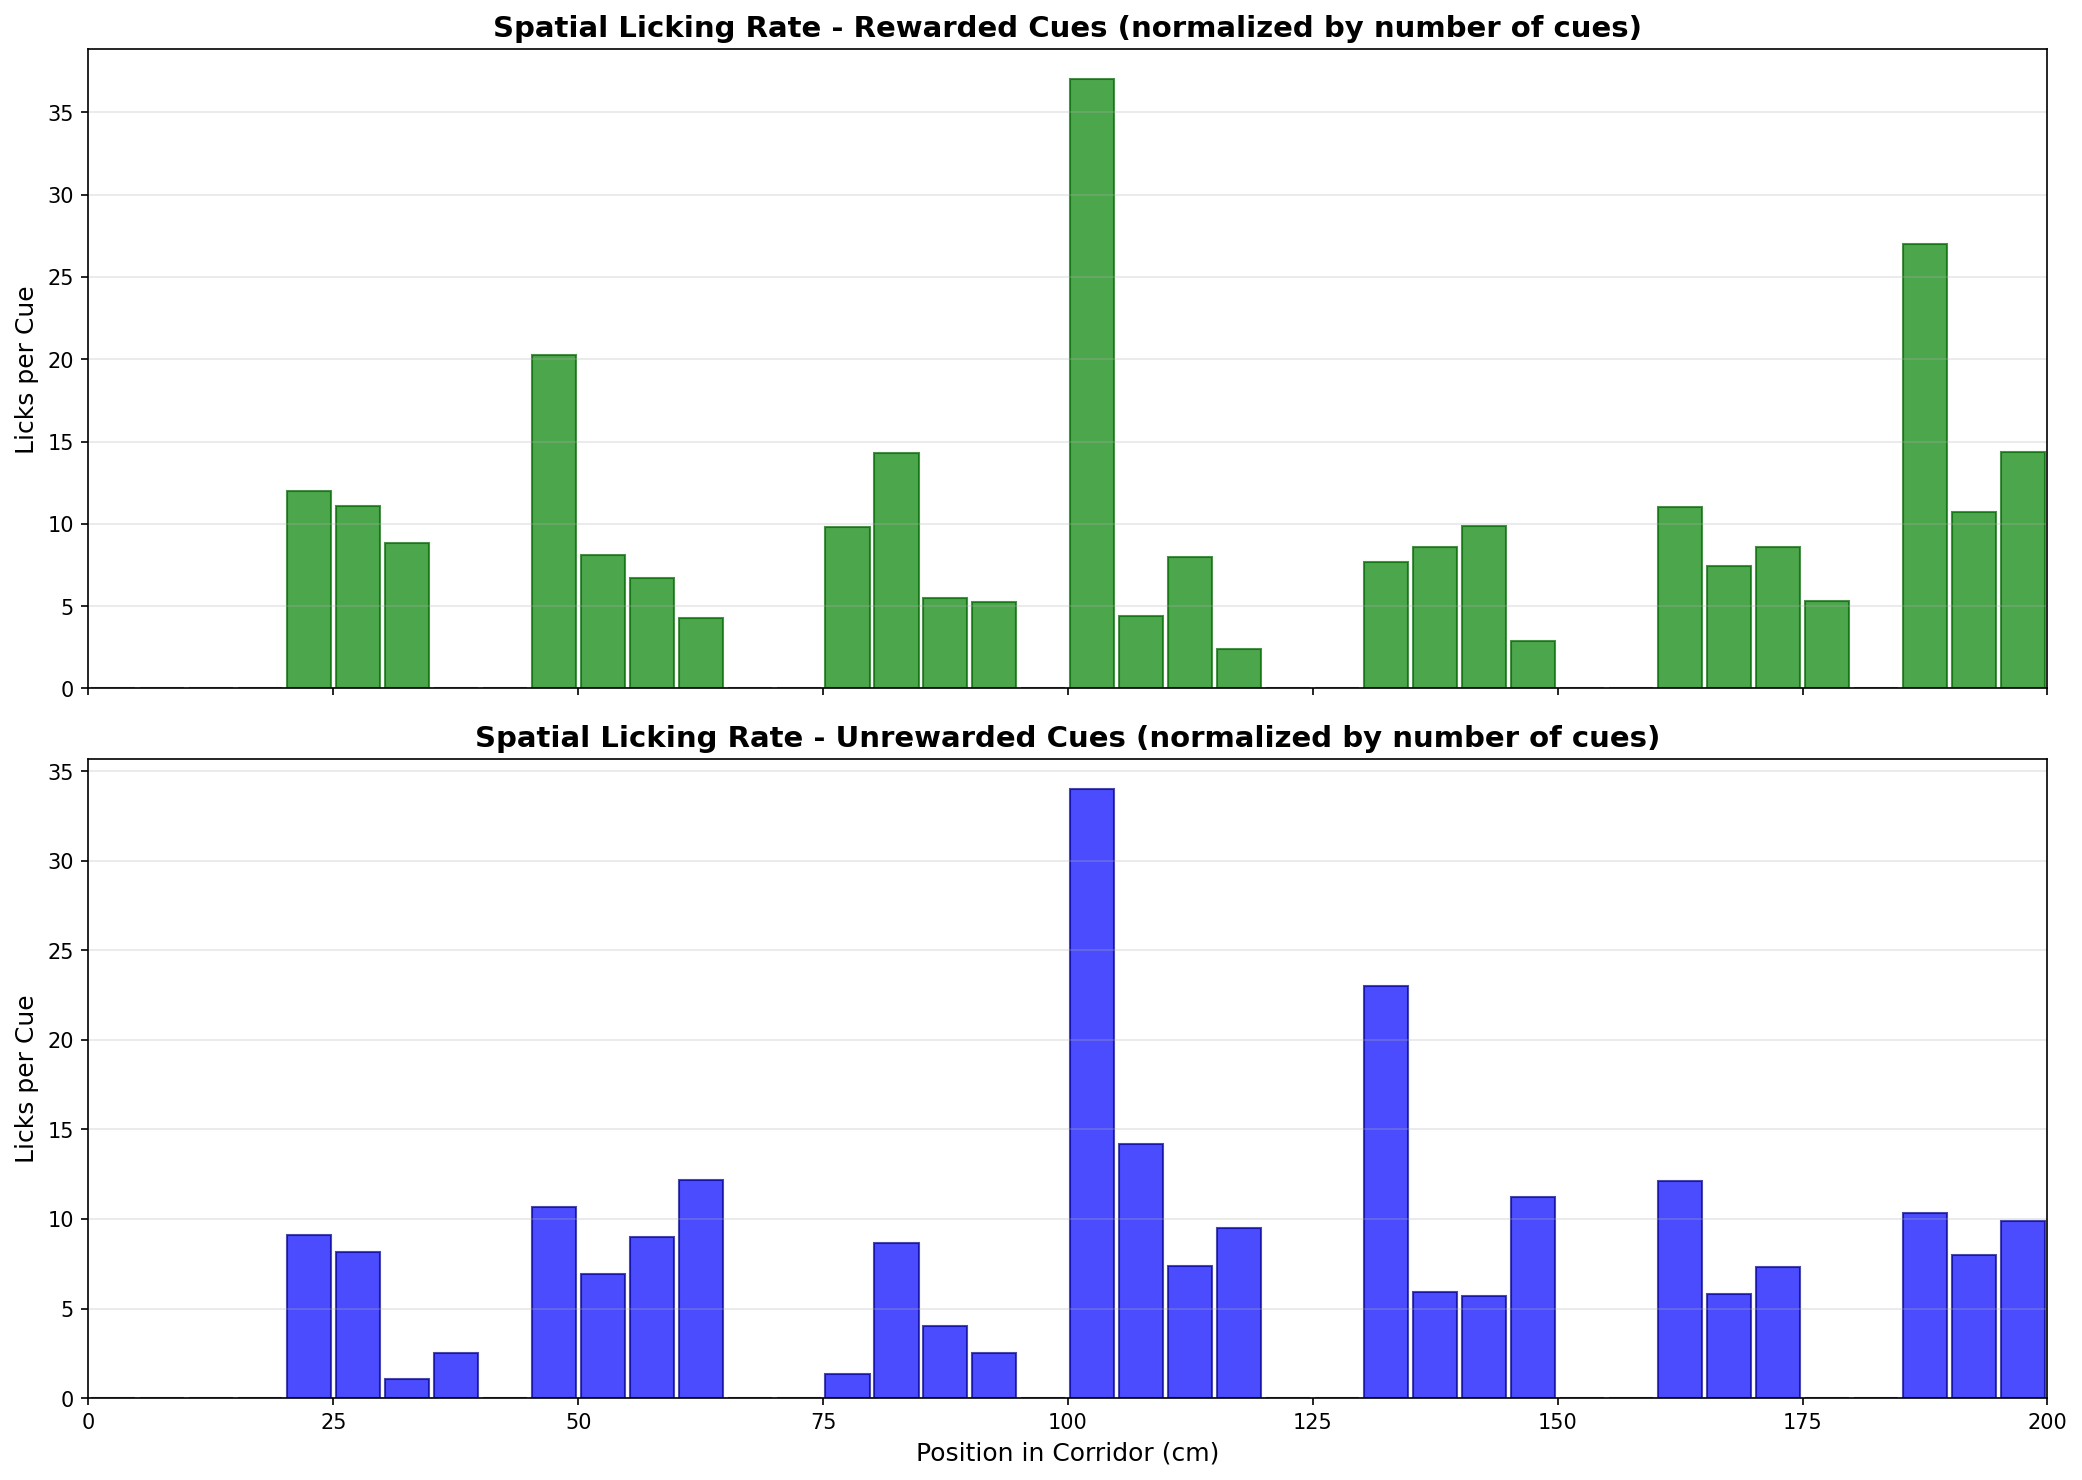 Spatial Licking Rate - Rewarded Cues (normalized by number of cues)
35
30
25
20
15
10
5
0
Licks per Cue
Spatial Licking Rate - Unrewarded Cues (normalized by number of cues)
35
30
25
20
15
10
5
0
Licks per Cue
0 25 50 75 100 125 150 175 200
Position in Corridor (cm)